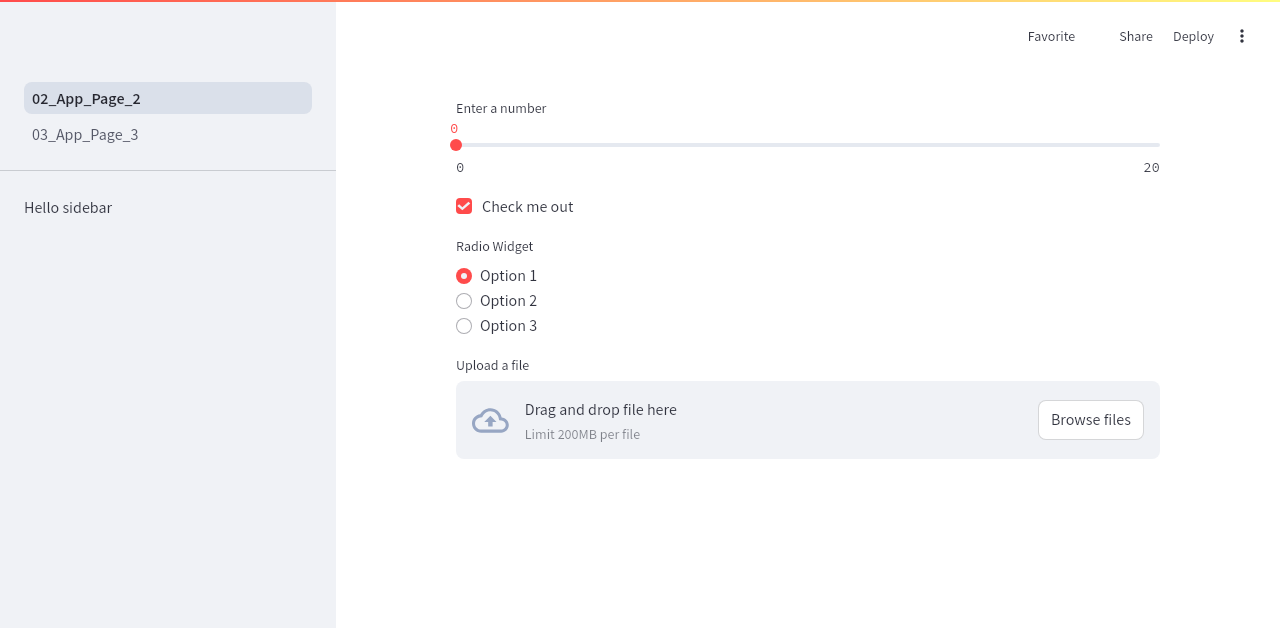 Favorite Share Deploy
02_App_Page_2
03_App_Page_3
Hello sidebar
Enter a number
0
0 20
Check me out
Radio Widget
Option 1
Option 2
Option 3
Upload a file
Drag and drop file here
Limit 200MB per file
Browse files